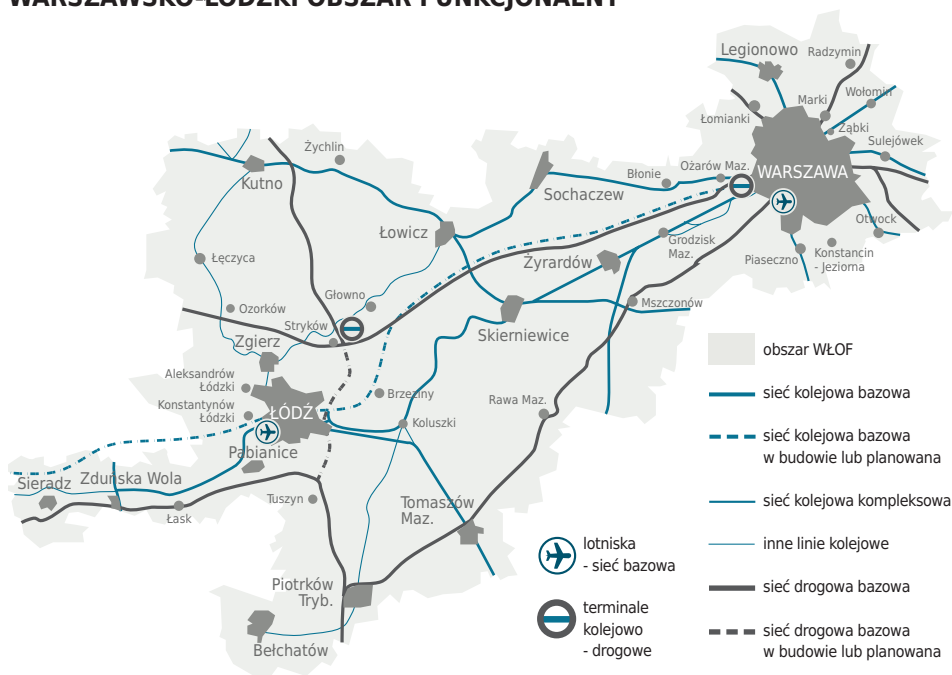 WARSZAWSKO-ŁÓDZKI OBSZAR FUNKCJONALNY
Legionowo
Radzymin
Wołomin
Marki
Łomianki
Ząbki
Sulejówek
WARSZAWA
Ożarów Maz.
Błonie
Sochaczew
Żychlin
Kutno
Łowicz
Otwock
Grodzisk
Maz.
Piaseczno
Konstancin
- Jezioma
Żyrardów
Łęczyca
Mszczonów
Głowno
Ozorków
Stryków
Zgierz
Skierniewice
Aleksandrów
Łódzki
Konstantynów
Łódzki
ŁÓDŹ
Brzeziny
Rawa Maz.
Koluszki
Pabianice
Sieradz
Zduńska Wola
Łask
Tuszyn
Tomaszów
Maz.
Piotrków
Tryb.
Bełchatów
obszar WŁOF
sieć kolejowa bazowa
sieć kolejowa bazowa
w budowie lub planowana
sieć kolejowa kompleksowa
inne linie kolejowe
sieć drogowa bazowa
sieć drogowa bazowa
w budowie lub planowana
lotniska
- sieć bazowa
terminale
kolejowo
- drogowe